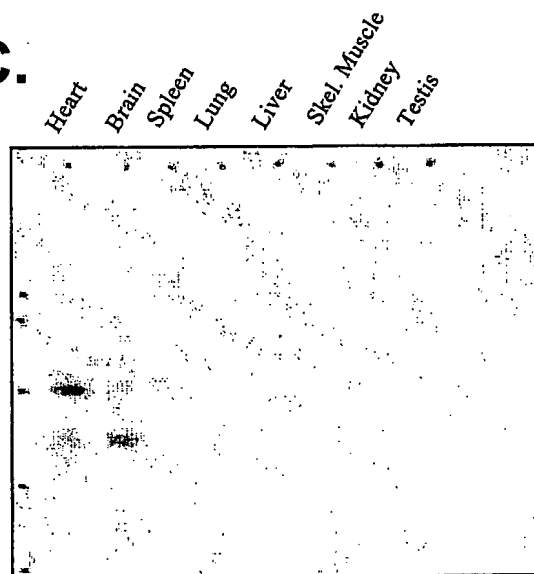 C.
Heart
Brain
Spleen
Lung
Liver
Skel. Muscle
Kidney
Testis